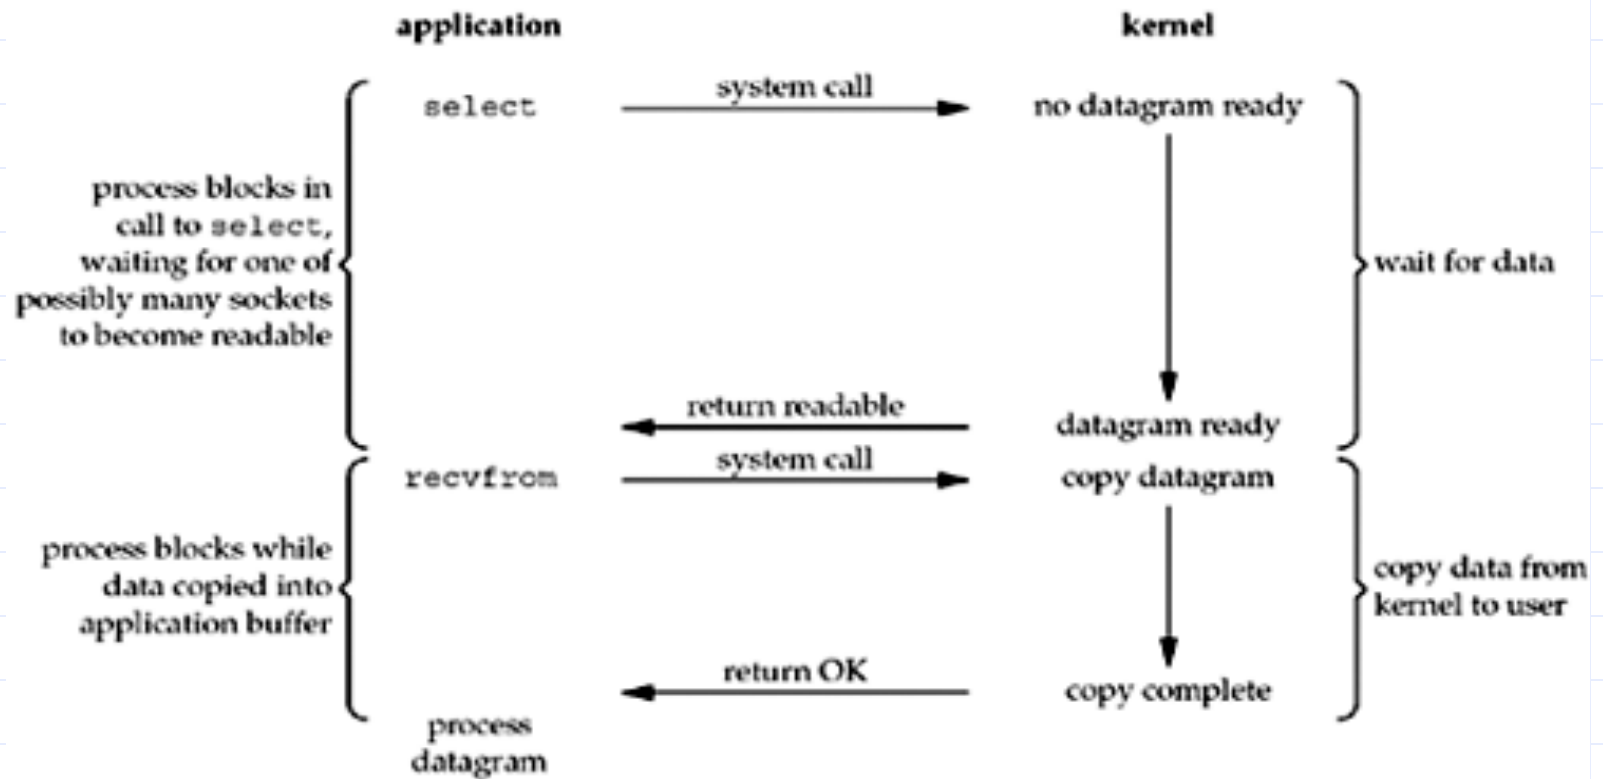 application
kernel
select
system call
no datagram ready
process blocks in
call to select,
waiting for one of
possibly many sockets
to become readable
wait for data
return readable
datagram ready
recvfrom
system call
copy datagram
process blocks while
data copied into
application buffer
copy data from
kernel to user
return OK
copy complete
process
datagram